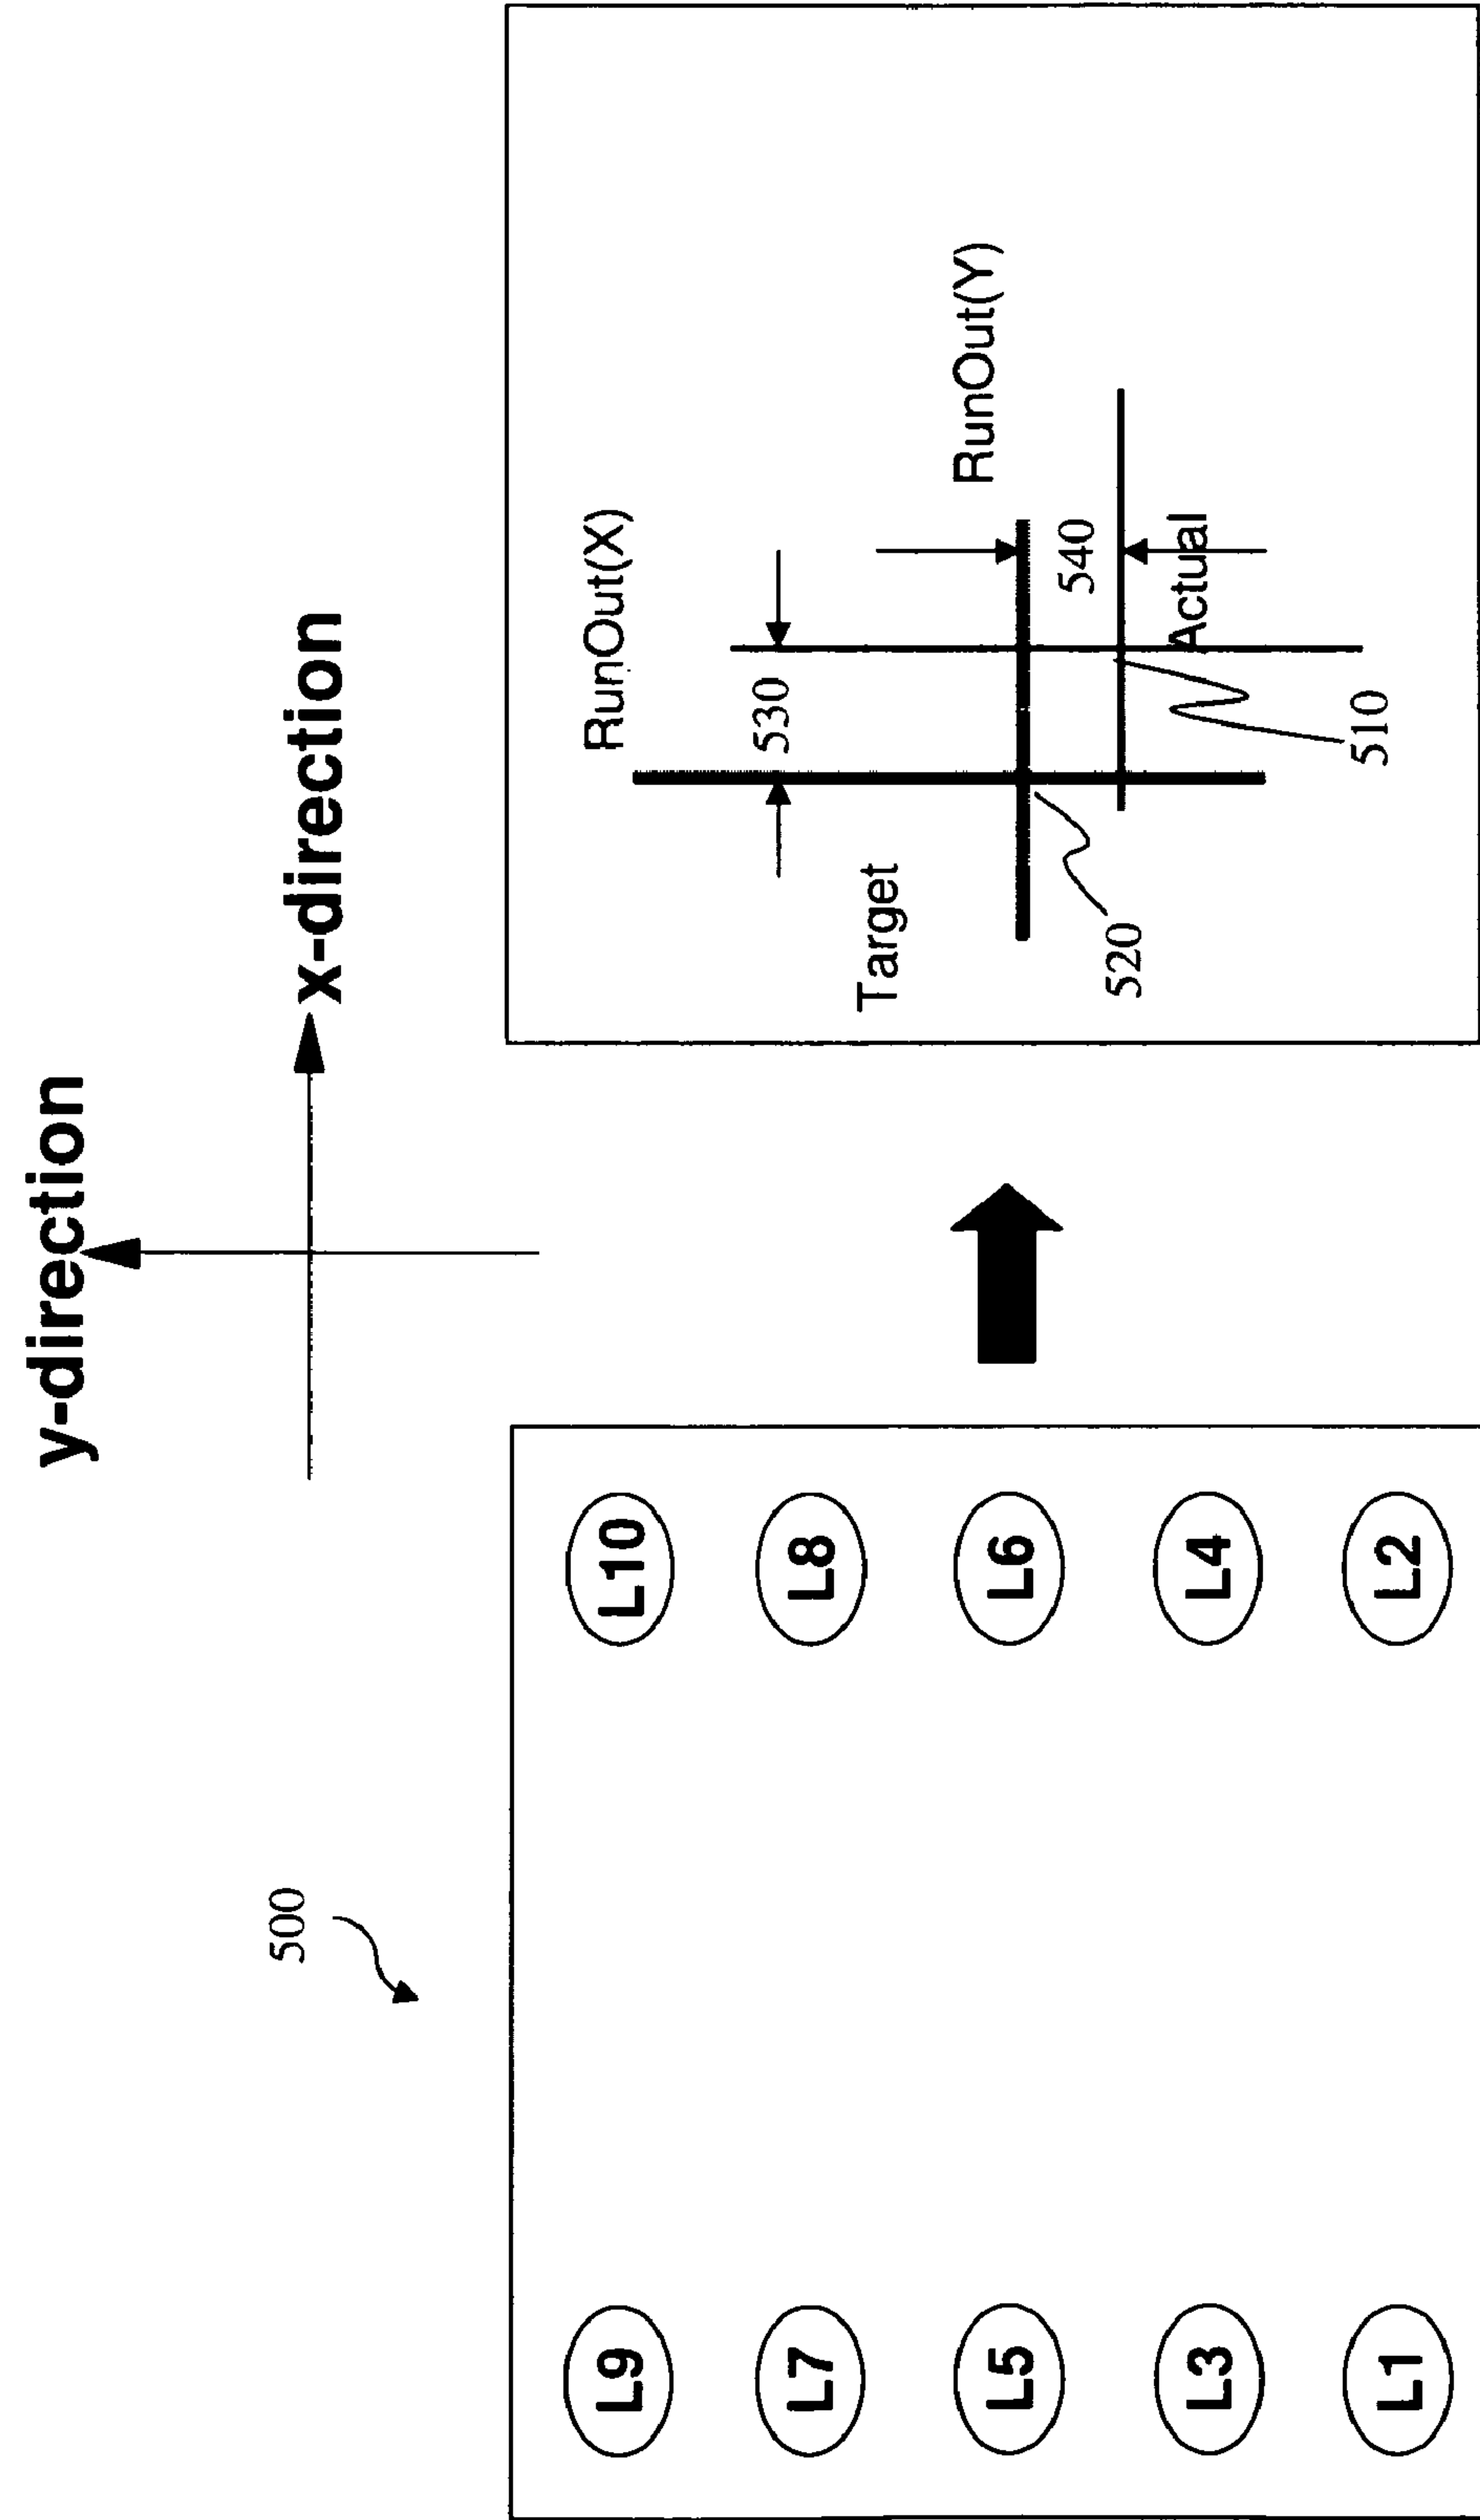 y-direction
x-direction
500
L9
L10
L7
L8
L5
L6
L3
L4
L1
L2
RunOut(X)
530
Target
RunOut(Y)
540
520
Actual
510